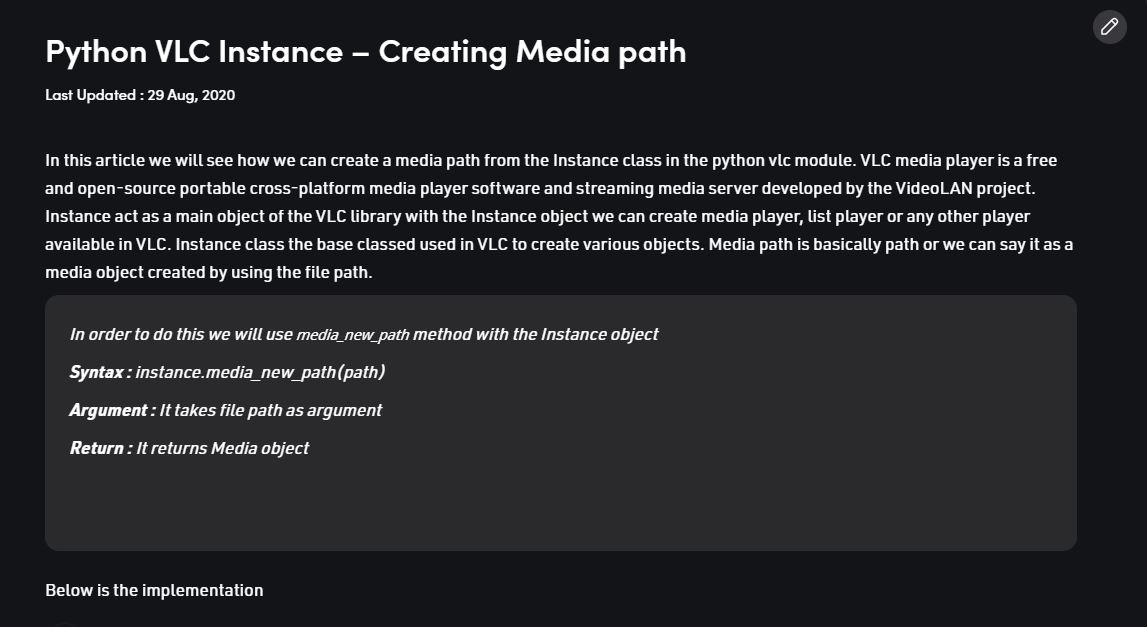 Python VLC Instance – Creating Media path
Last Updated : 29 Aug, 2020
In this article we will see how we can create a media path from the Instance class in the python vlc module. VLC media player is a free
and open-source portable cross-platform media player software and streaming media server developed by the VideoLAN project.
Instance act as a main object of the VLC library with the Instance object we can create media player, list player or any other player
available in VLC. Instance class the base classed used in VLC to create various objects. Media path is basically path or we can say it as a
media object created by using the file path.
In order to do this we will use media_new_path method with the Instance object
Syntax : instance.media_new_path(path)
Argument : It takes file path as argument
Return : It returns Media object
Below is the implementation